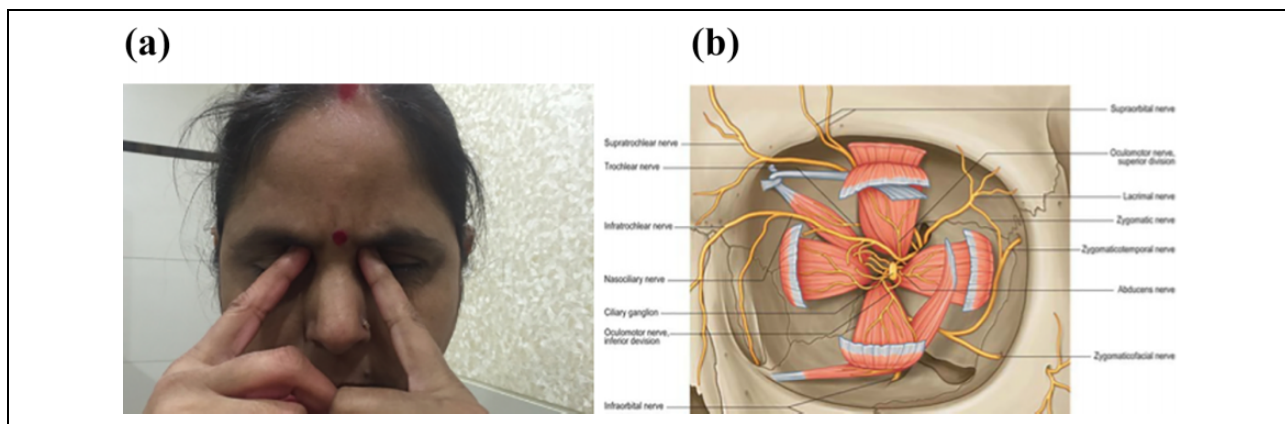 (a)
(b)
Supratrochlear nerve
Trochlear nerve
Infratrochlear nerve
Nasociliary nerve
Ciliary ganglion
Oculomotor nerve,
inferior division
Infraorbital nerve
Supraorbital nerve
Oculomotor nerve,
superior division
Lacrimal nerve
Zygomatic nerve
Zygomaticotemporal nerve
Abducens nerve
Zygomaticofacial nerve